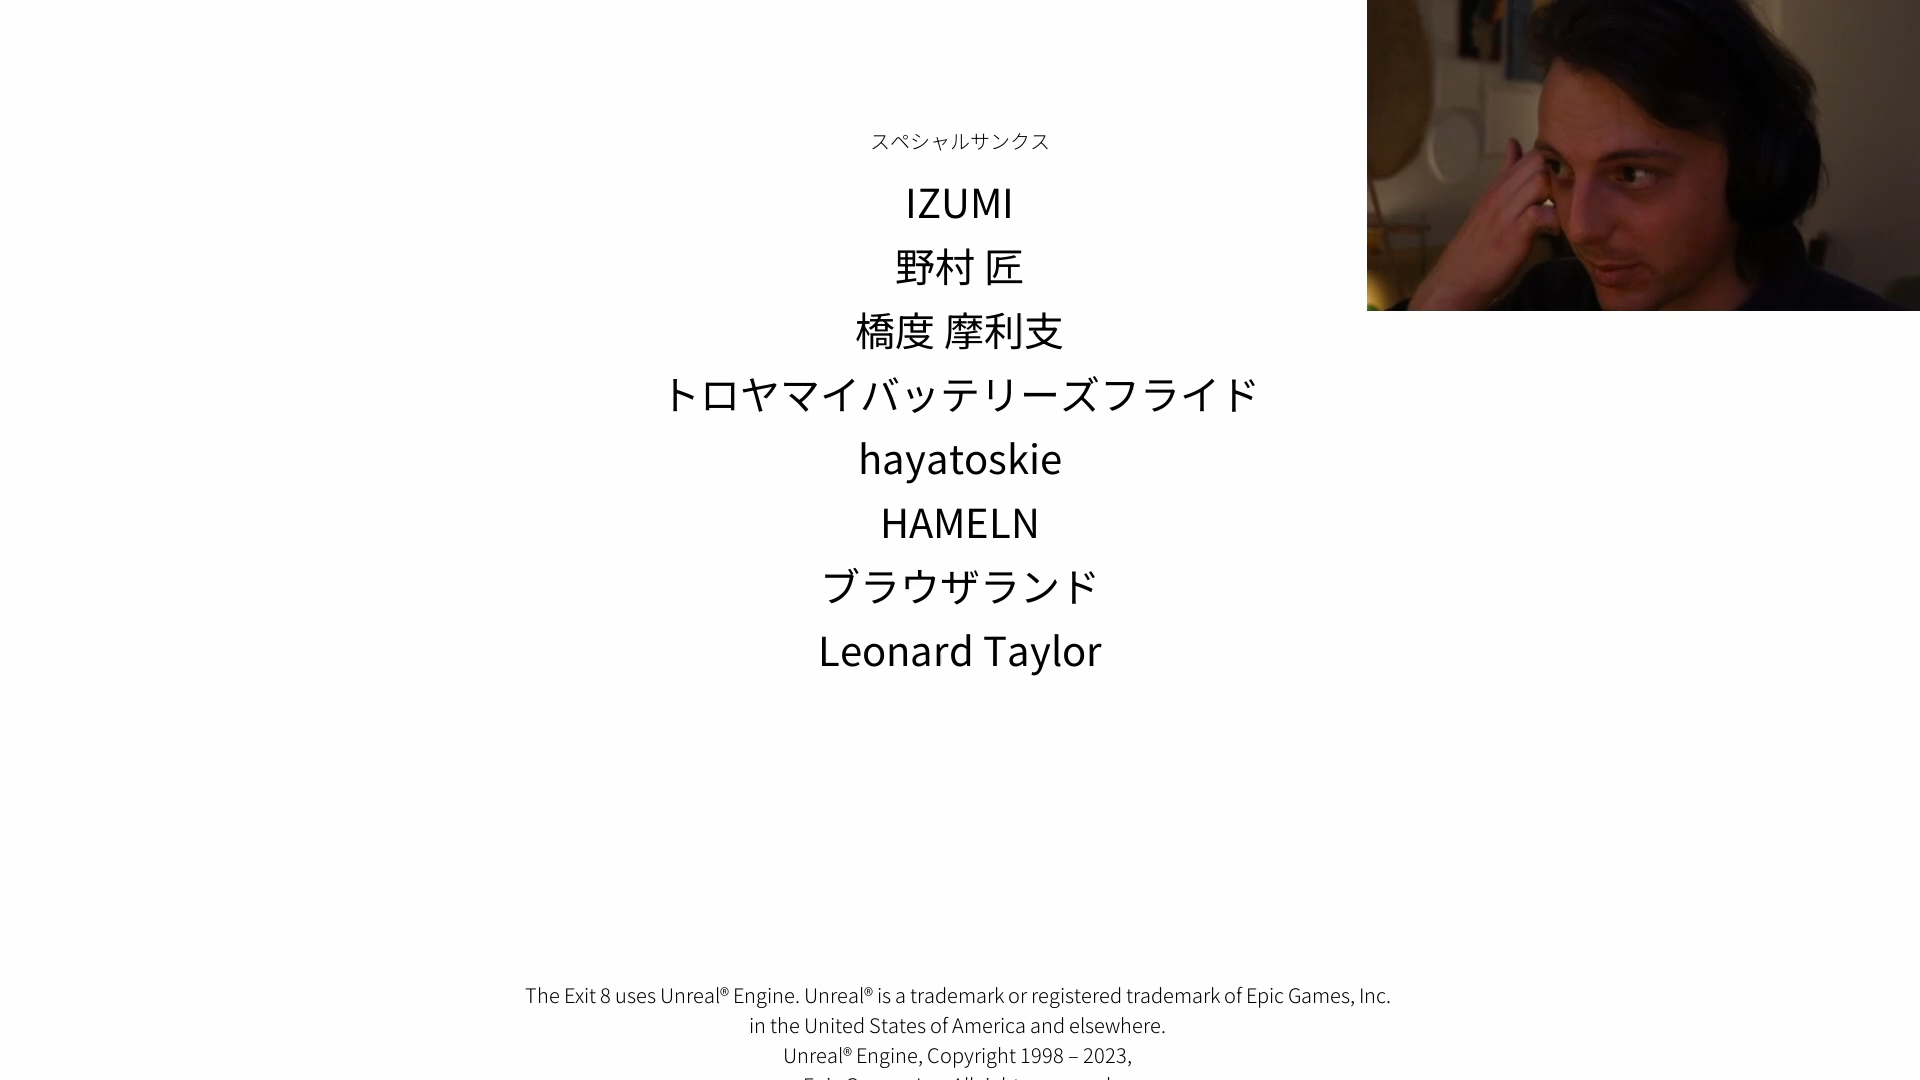 スペシャルサンクス
IZUMI
野村 匠
橋度 摩利支
トロヤマイバッテリーズフライド
hayatoskie
HAMELN
ブラウザランド
Leonard Taylor
The Exit 8 uses Unreal® Engine. Unreal® is a trademark or registered trademark of Epic Games, Inc.
in the United States of America and elsewhere.
Unreal® Engine, Copyright 1998 – 2023,